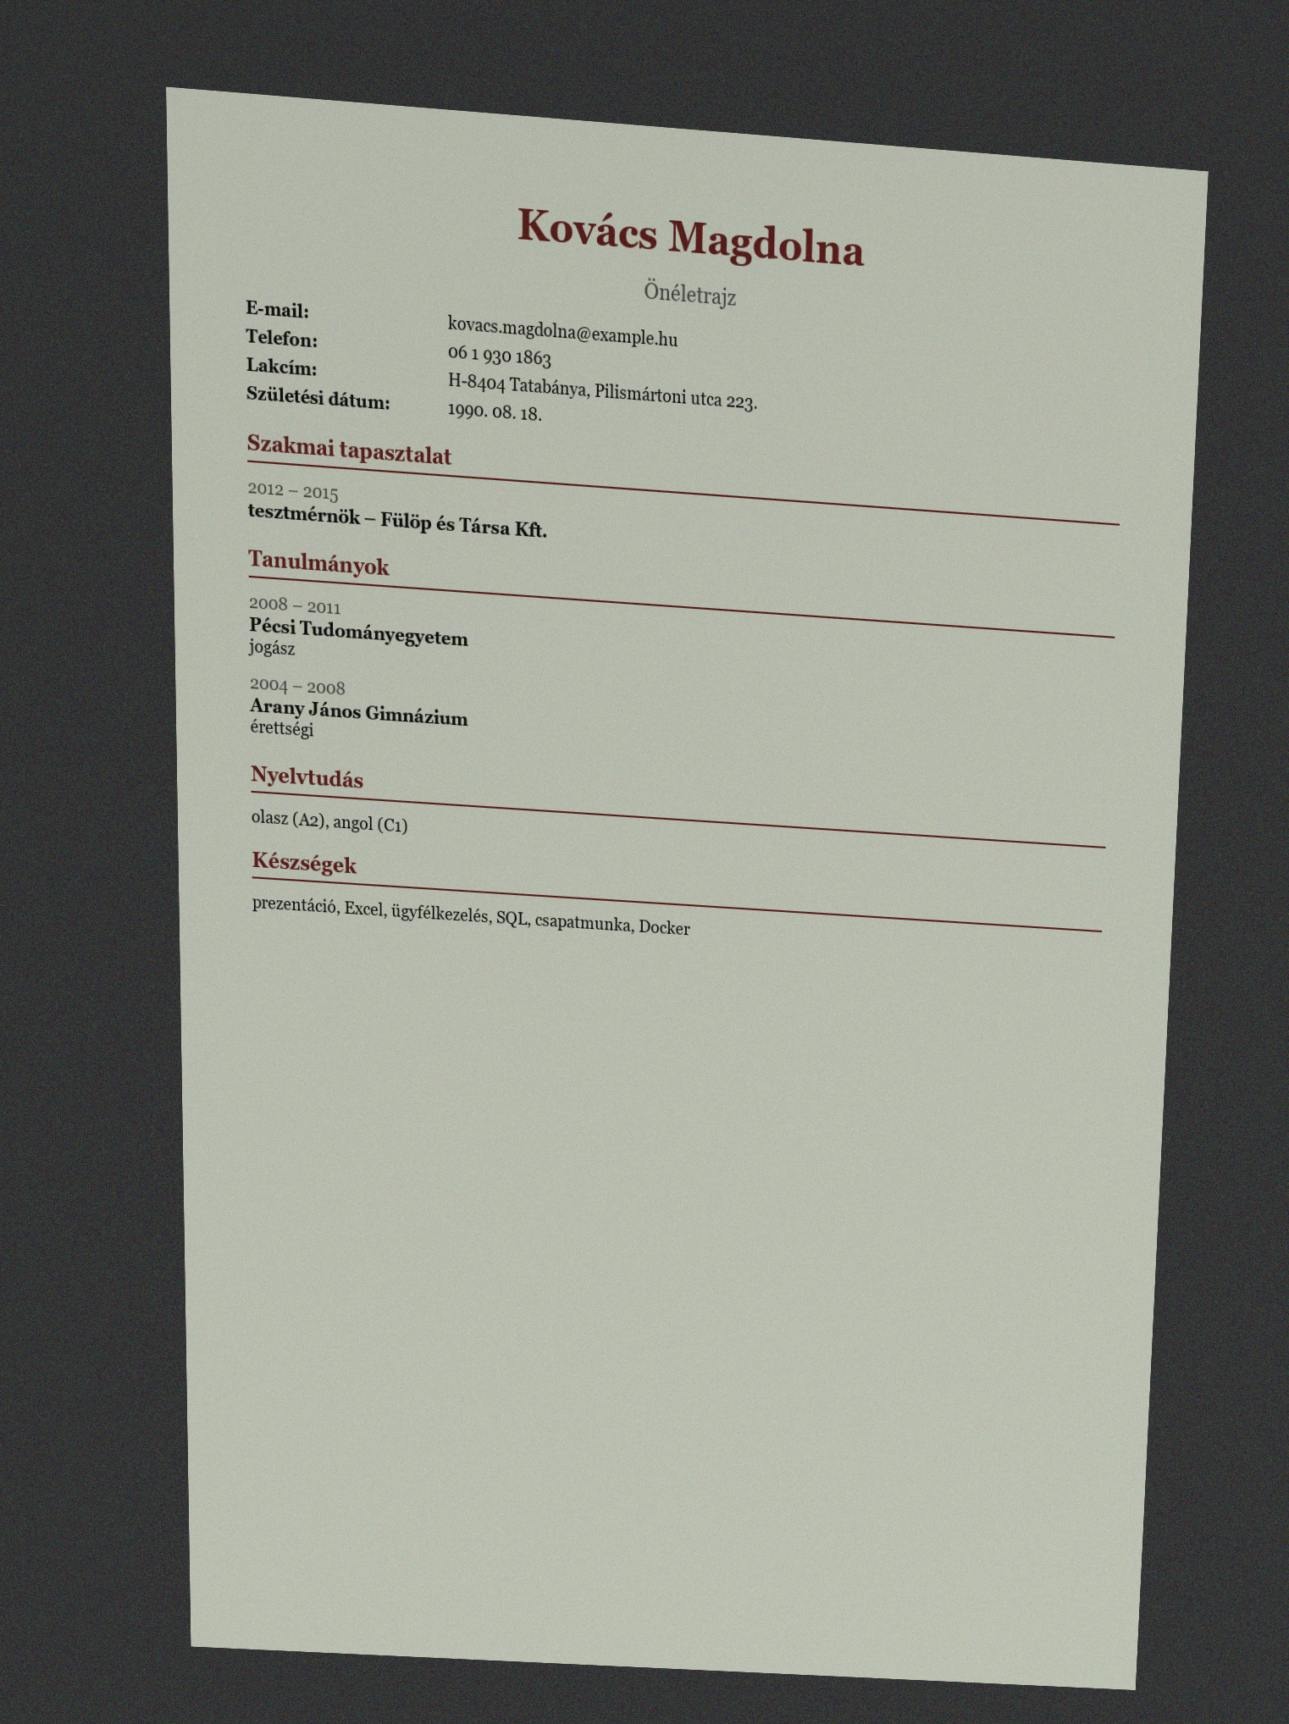 Kovács Magdolna
Önéletrajz
E-mail: kovacs.magdolna@example.hu
Telefon: 06 1 930 1863
Lakcím: H-8404 Tatabánya, Pilismártoni utca 223.
Születési dátum: 1990. 08. 18.
Szakmai tapasztalat
2012 – 2015
tesztmérnök – Fülöp és Társa Kft.
Tanulmányok
2008 – 2011
Pécsi Tudományegyetem
jogász
2004 – 2008
Arany János Gimnázium
érettségi
Nyelvtudás
olasz (A2), angol (C1)
Készségek
prezentáció, Excel, ügyfélkezelés, SQL, csapatmunka, Docker